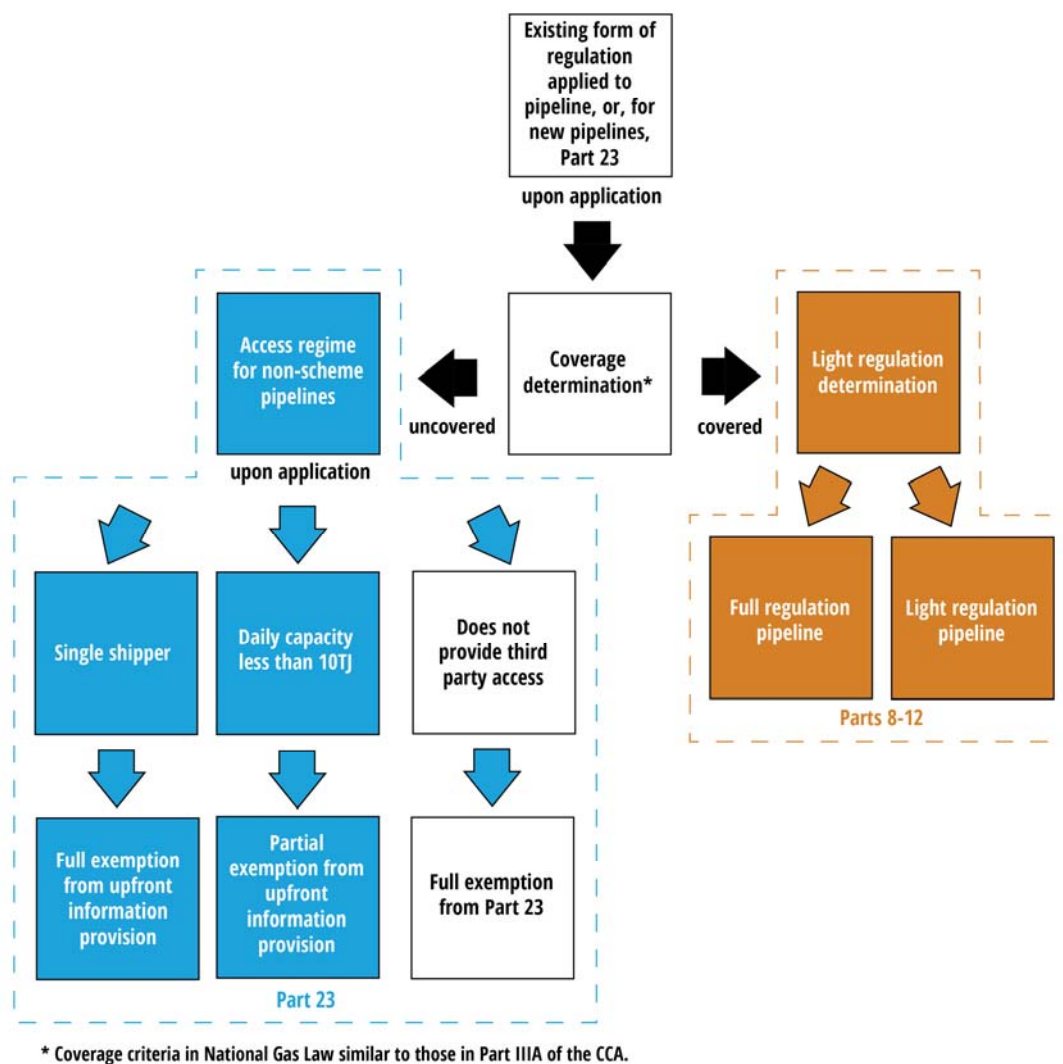 Existing form of
regulation
applied to
pipeline, or, for
new pipelines,
Part 23
upon application
Access regime
for non-scheme
pipelines
Coverage
determination*
Light regulation
determination
uncovered
covered
upon application
Single shipper
Daily capacity
less than 10TJ
Does not
provide third
party access
Full regulation
pipeline
Light regulation
pipeline
Parts 8-12
Full exemption
from upfront
information
provision
Partial
exemption from
upfront
information
provision
Full exemption
from Part 23
Part 23
* Coverage criteria in National Gas Law similar to those in Part IIIA of the CCA.